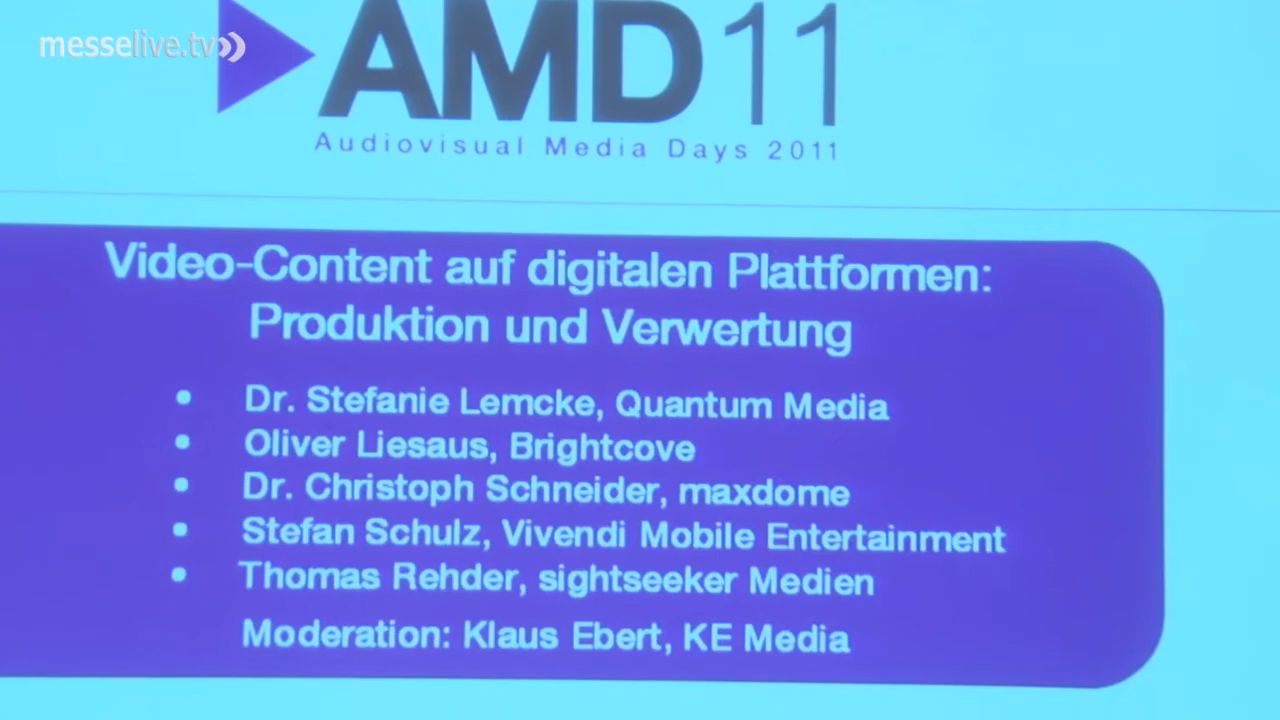 messelive.tv
AMD11
Audiovisual Media Days 2011
Video-Content auf digitalen Plattformen:
Produktion und Verwertung
• Dr. Stefanie Lemcke, Quantum Media
• Oliver Liesaus, Brightcove
• Dr. Christoph Schneider, maxdome
• Stefan Schulz, Vivendi Mobile Entertainment
• Thomas Rehder, sightseeker Medien
Moderation: Klaus Ebert, KE Media